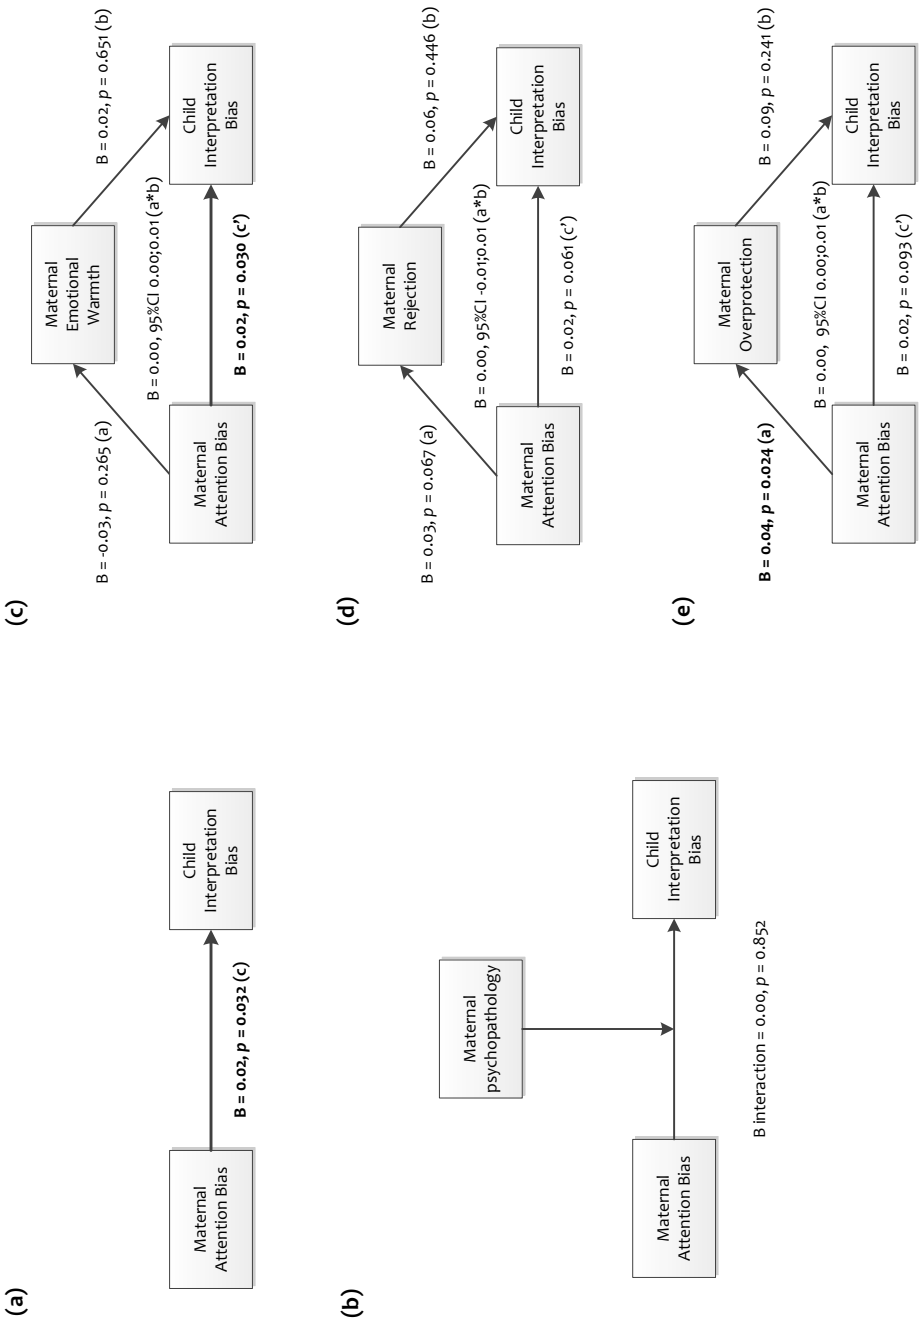 (a)
Maternal
Attention Bias
Child
Interpretation
Bias
B = 0.02, p = 0.032 (c)
(b)
Maternal
psychopathology
Maternal
Attention Bias
Child
Interpretation
Bias
B interaction = 0.00, p = 0.852
(c)
B = -0.03, p = 0.265 (a)
Maternal
Emotional
Warmth
B = 0.02, p = 0.651 (b)
B = 0.00, 95%CI 0.00;0.01 (a*b)
Maternal
Attention Bias
Child
Interpretation
Bias
B = 0.02, p = 0.030 (c’)
(d)
B = 0.03, p = 0.067 (a)
Maternal
Rejection
B = 0.06, p = 0.446 (b)
B = 0.00, 95%CI -0.01;0.01 (a*b)
Maternal
Attention Bias
Child
Interpretation
Bias
B = 0.02, p = 0.061 (c’)
(e)
B = 0.04, p = 0.024 (a)
Maternal
Overprotection
B = 0.09, p = 0.241 (b)
B = 0.00, 95%CI 0.00;0.01 (a*b)
Maternal
Attention Bias
Child
Interpretation
Bias
B = 0.02, p = 0.093 (c’)